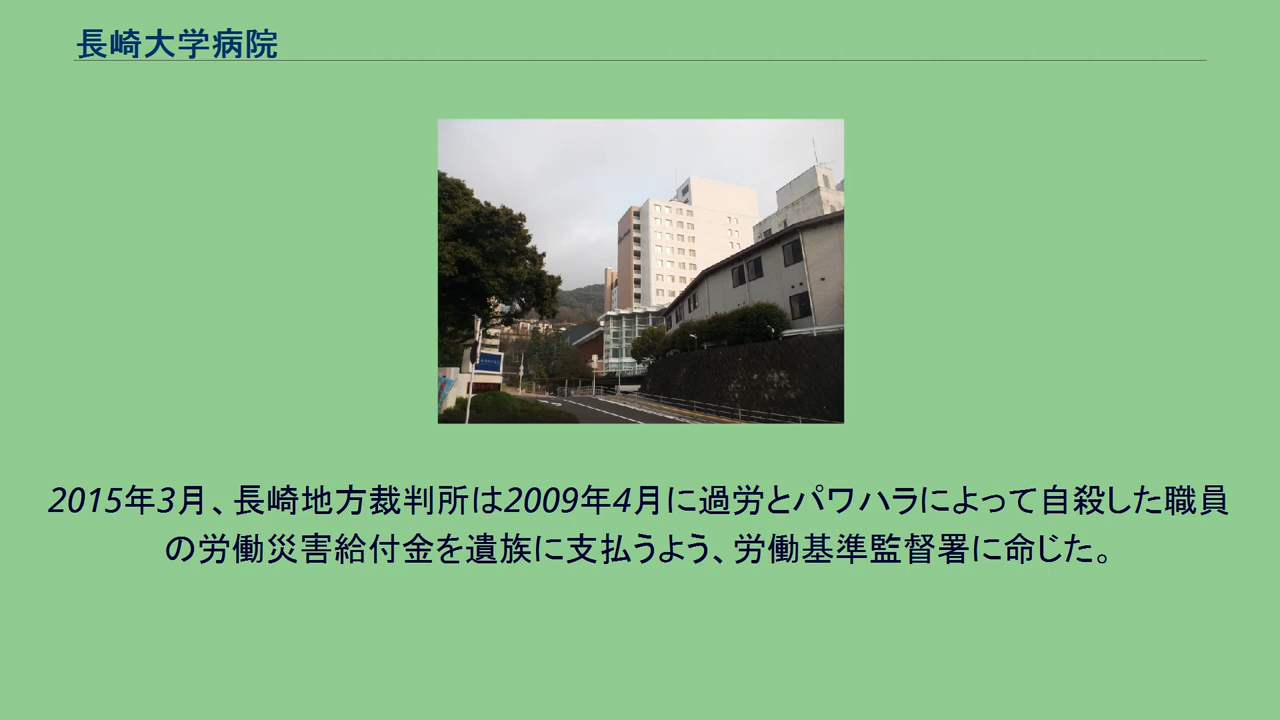 長崎大学病院
2015年3月、長崎地方裁判所は2009年4月に過労とパワハラによって自殺した職員
の労働災害給付金を遺族に支払うよう、労働基準監督署に命じた。